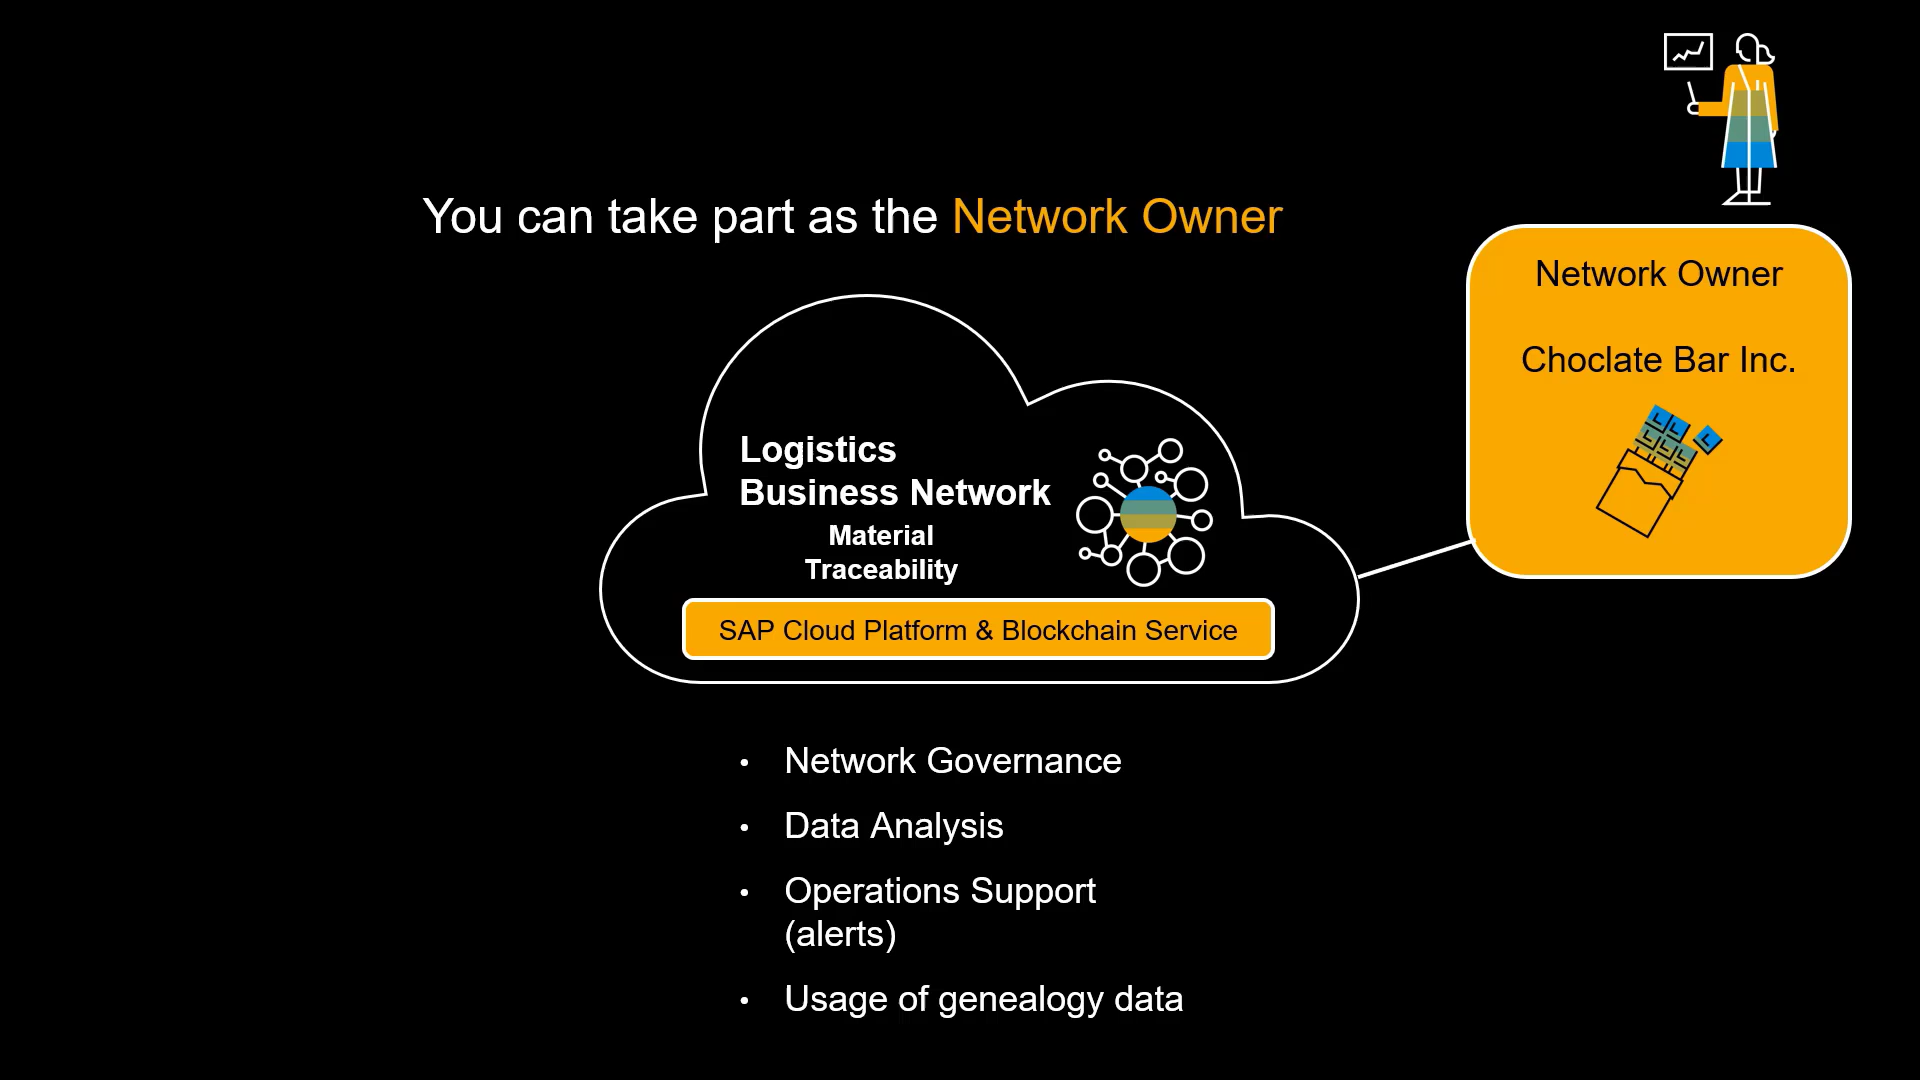 You can take part as the Network Owner
Network Owner
Choclate Bar Inc.
Logistics
Business Network
Material
Traceability
SAP Cloud Platform & Blockchain Service
• Network Governance
• Data Analysis
• Operations Support
(alerts)
• Usage of genealogy data